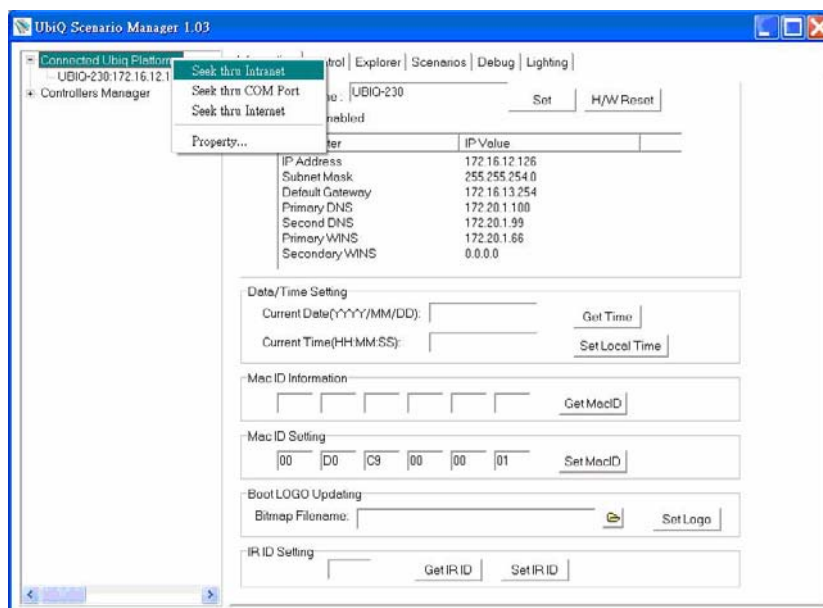 UbiQ Scenario Manager 1.03
Connected Ubiq Platform
UBIQ-230:172.16.12.1
Controllers Manager
Seek thru Intranet
Seek thru COM Port
Seek thru Internet
Property...
Explorer
Scenarios
Debug
Lighting
UBIQ-230
Set
H/W Reset
IP Value
IP Address 172.16.12.126
Subnet Mask 255.255.254.0
Default Gateway 172.16.13.254
Primary DNS 172.20.1.100
Second DNS 172.20.1.99
Primary WINS 172.20.1.66
Secondary WINS 0.0.0.0
Data/Time Setting
Current Date(YYYY/MM/DD):
Get Time
Current Time(HH:MM:SS):
Set Local Time
Mac ID Information
Get MacID
Mac ID Setting
00 D0 C9 00 00 01
Set MacID
Boot LOGO Updating
Bitmap Filename:
Set Logo
IR ID Setting
Get IR ID
Set IR ID